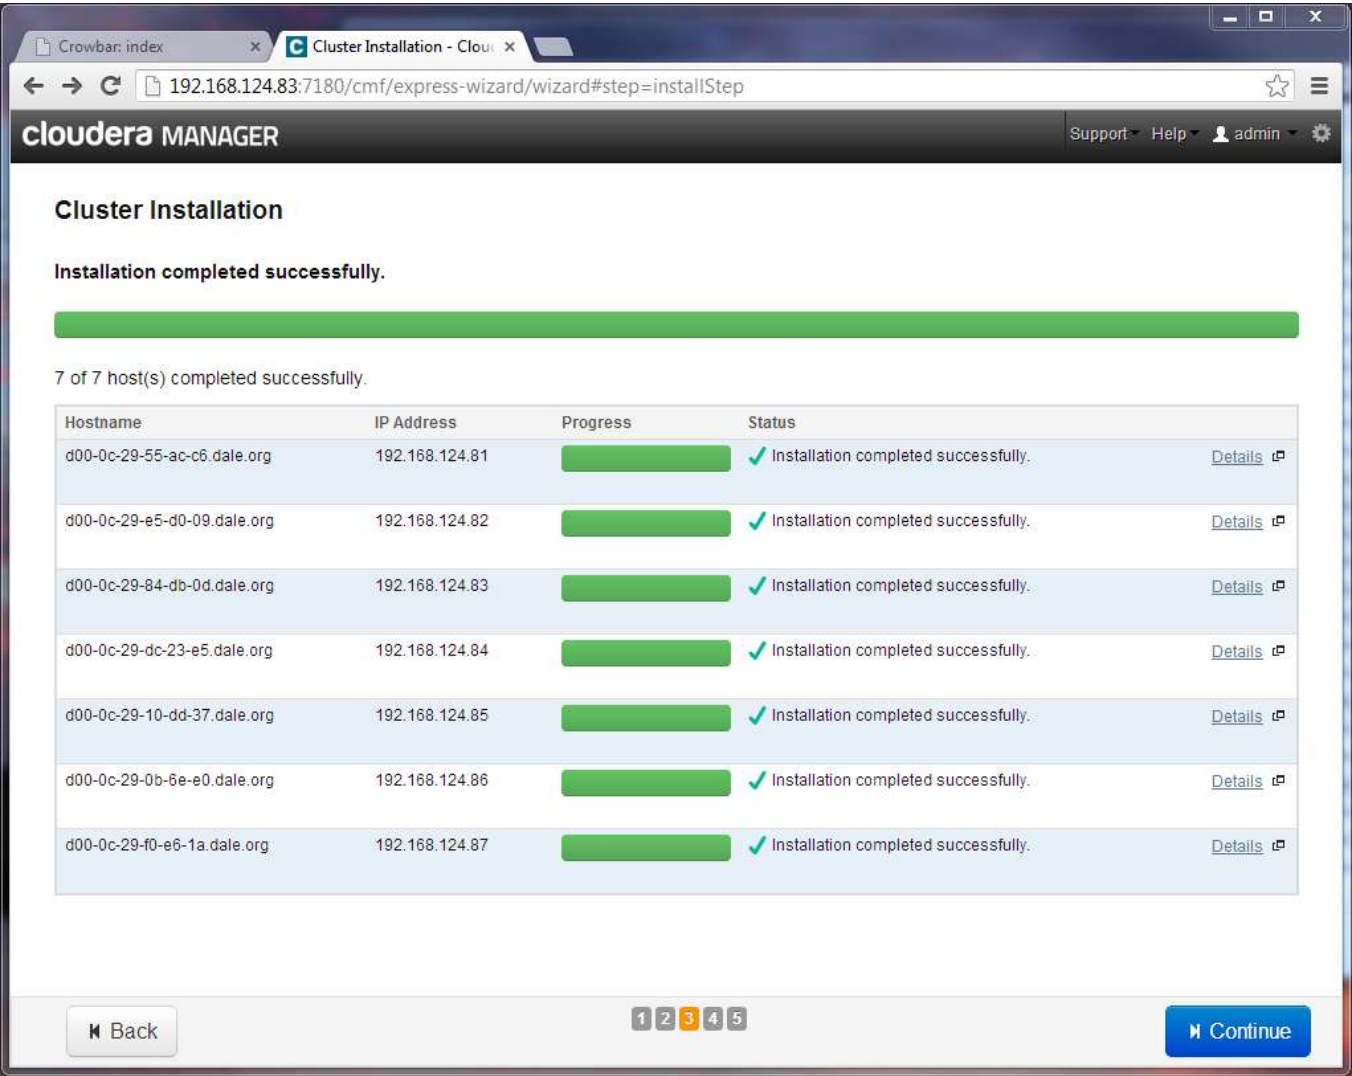 Crowbar: index
Cluster Installation - Clou
192.168.124.83:7180/cmf/express-wizard/wizard#step=installStep
cloudera MANAGER Support Help admin
Cluster Installation
Installation completed successfully.
7 of 7 host(s) completed successfully.
Hostname IP Address Progress Status
d00-0c-29-55-ac-c6.dale.org 192.168.124.81 Installation completed successfully. Details
d00-0c-29-e5-d0-09.dale.org 192.168.124.82 Installation completed successfully. Details
d00-0c-29-84-db-0d.dale.org 192.168.124.83 Installation completed successfully. Details
d00-0c-29-dc-23-e5.dale.org 192.168.124.84 Installation completed successfully. Details
d00-0c-29-10-dd-37.dale.org 192.168.124.85 Installation completed successfully. Details
d00-0c-29-0b-6e-e0.dale.org 192.168.124.86 Installation completed successfully. Details
d00-0c-29-f0-e6-1a.dale.org 192.168.124.87 Installation completed successfully. Details
Back 1 2 3 4 5 Continue